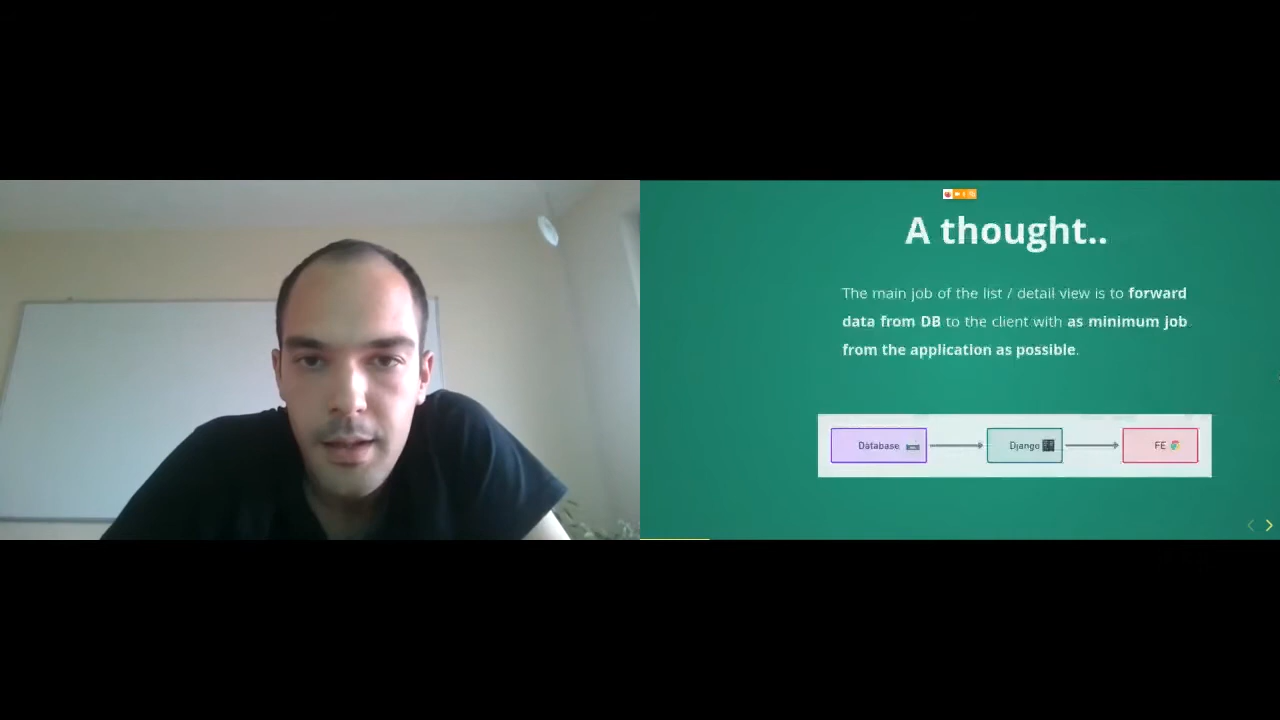 A thought..
The main job of the list / detail view is to forward
data from DB to the client with as minimum job
from the application as possible.
Database
Django
FE